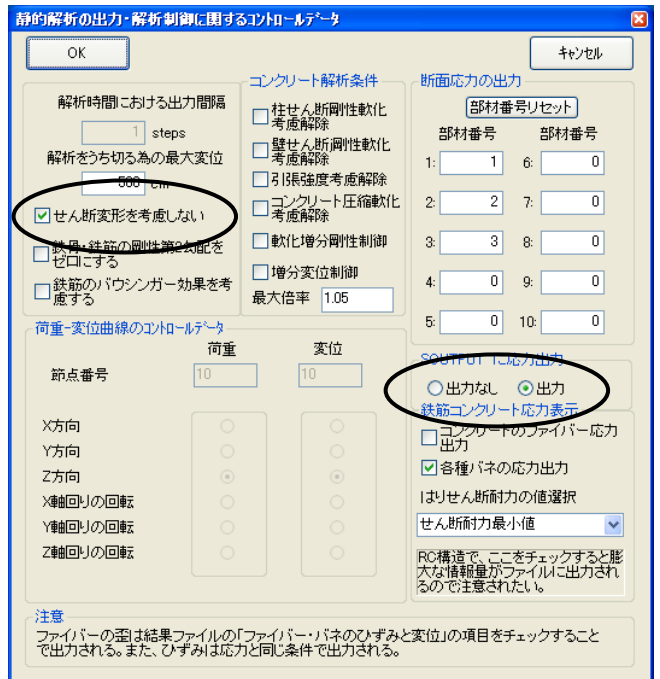 静的解析の出力・解析制御に関するコントロールデータ
OK
キャンセル
解析時間における出力間隔
1 steps
解析をうち切る為の最大変位
500 cm
せん断変形を考慮しない
鉄骨・鉄筋の剛性第2勾配を
ゼロにする
鉄筋のバウシンガー効果を考
慮する
コンクリート解析条件
柱せん断剛性軟化
考慮解除
壁せん断剛性軟化
考慮解除
引張強度考慮解除
コンクリート圧縮軟化
考慮解除
軟化増分剛性制御
増分変位制御
最大倍率 1.05
断面応力の出力
部材番号リセット
部材番号 部材番号
1: 1 6: 0
2: 2 7: 0
3: 3 8: 0
4: 0 9: 0
5: 0 10: 0
荷重-変位曲線のコントロールデータ
荷重 変位
節点番号 10 10
X方向
Y方向
Z方向
X軸回りの回転
Y軸回りの回転
Z軸回りの回転
SOUTPUT に応力出力
出力なし 出力
鉄筋コンクリート応力表示
コンクリートのファイバー応力
出力
各種バネの応力出力
はりせん断耐力の値選択
せん断耐力最小値
RC構造で、ここをチェックすると膨
大な情報量がファイルに出力され
るので注意されたい。
注意
ファイバーの歪は結果ファイルの「ファイバー・バネのひずみと変位」の項目をチェックすること
で出力される。また、ひずみは応力と同じ条件で出力される。